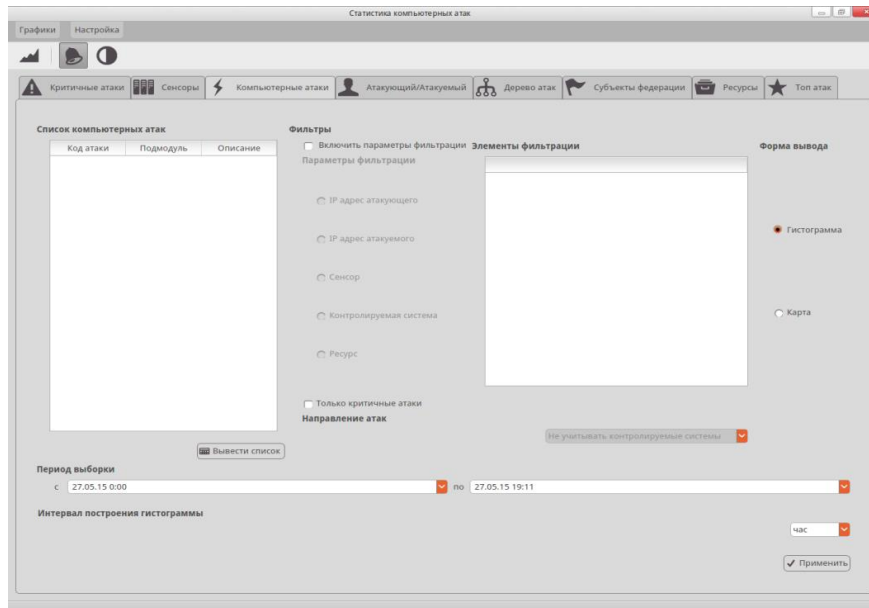 Статистика компьютерных атак
Графики Настройка
Критичные атаки Сенсоры Компьютерные атаки Атакующий/Атакуемый Дерево атак Субъекты федерации Ресурсы Топ атак
Список компьютерных атак
Код атаки Подмодуль Описание
Вывести список
Фильтры
Включить параметры фильтрации
Параметры фильтрации
IP адрес атакующего
IP адрес атакуемого
Сенсор
Контролируемая система
Ресурс
Только критичные атаки
Направление атак
Не учитывать контролируемые системы
Элементы фильтрации
Форма вывода
Гистограмма
Карта
Период выборки
с 27.05.15 0:00 по 27.05.15 19:11
Интервал построения гистограммы
час
Применить